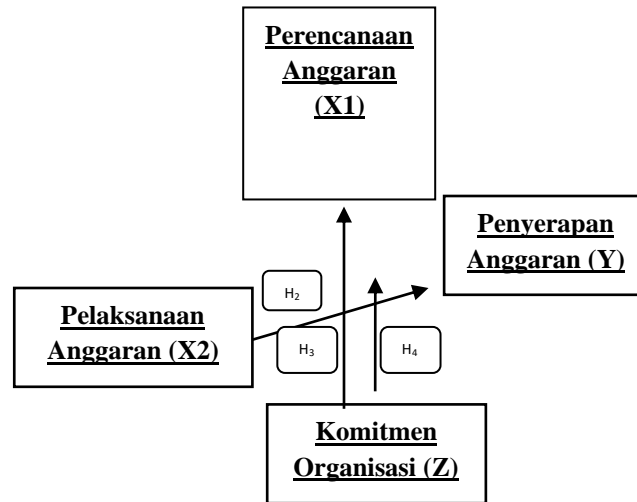 Perencanaan
Anggaran
(X1)
Penyerapan
Anggaran (Y)
H2
Pelaksanaan
Anggaran (X2)
H3
H4
Komitmen
Organisasi (Z)